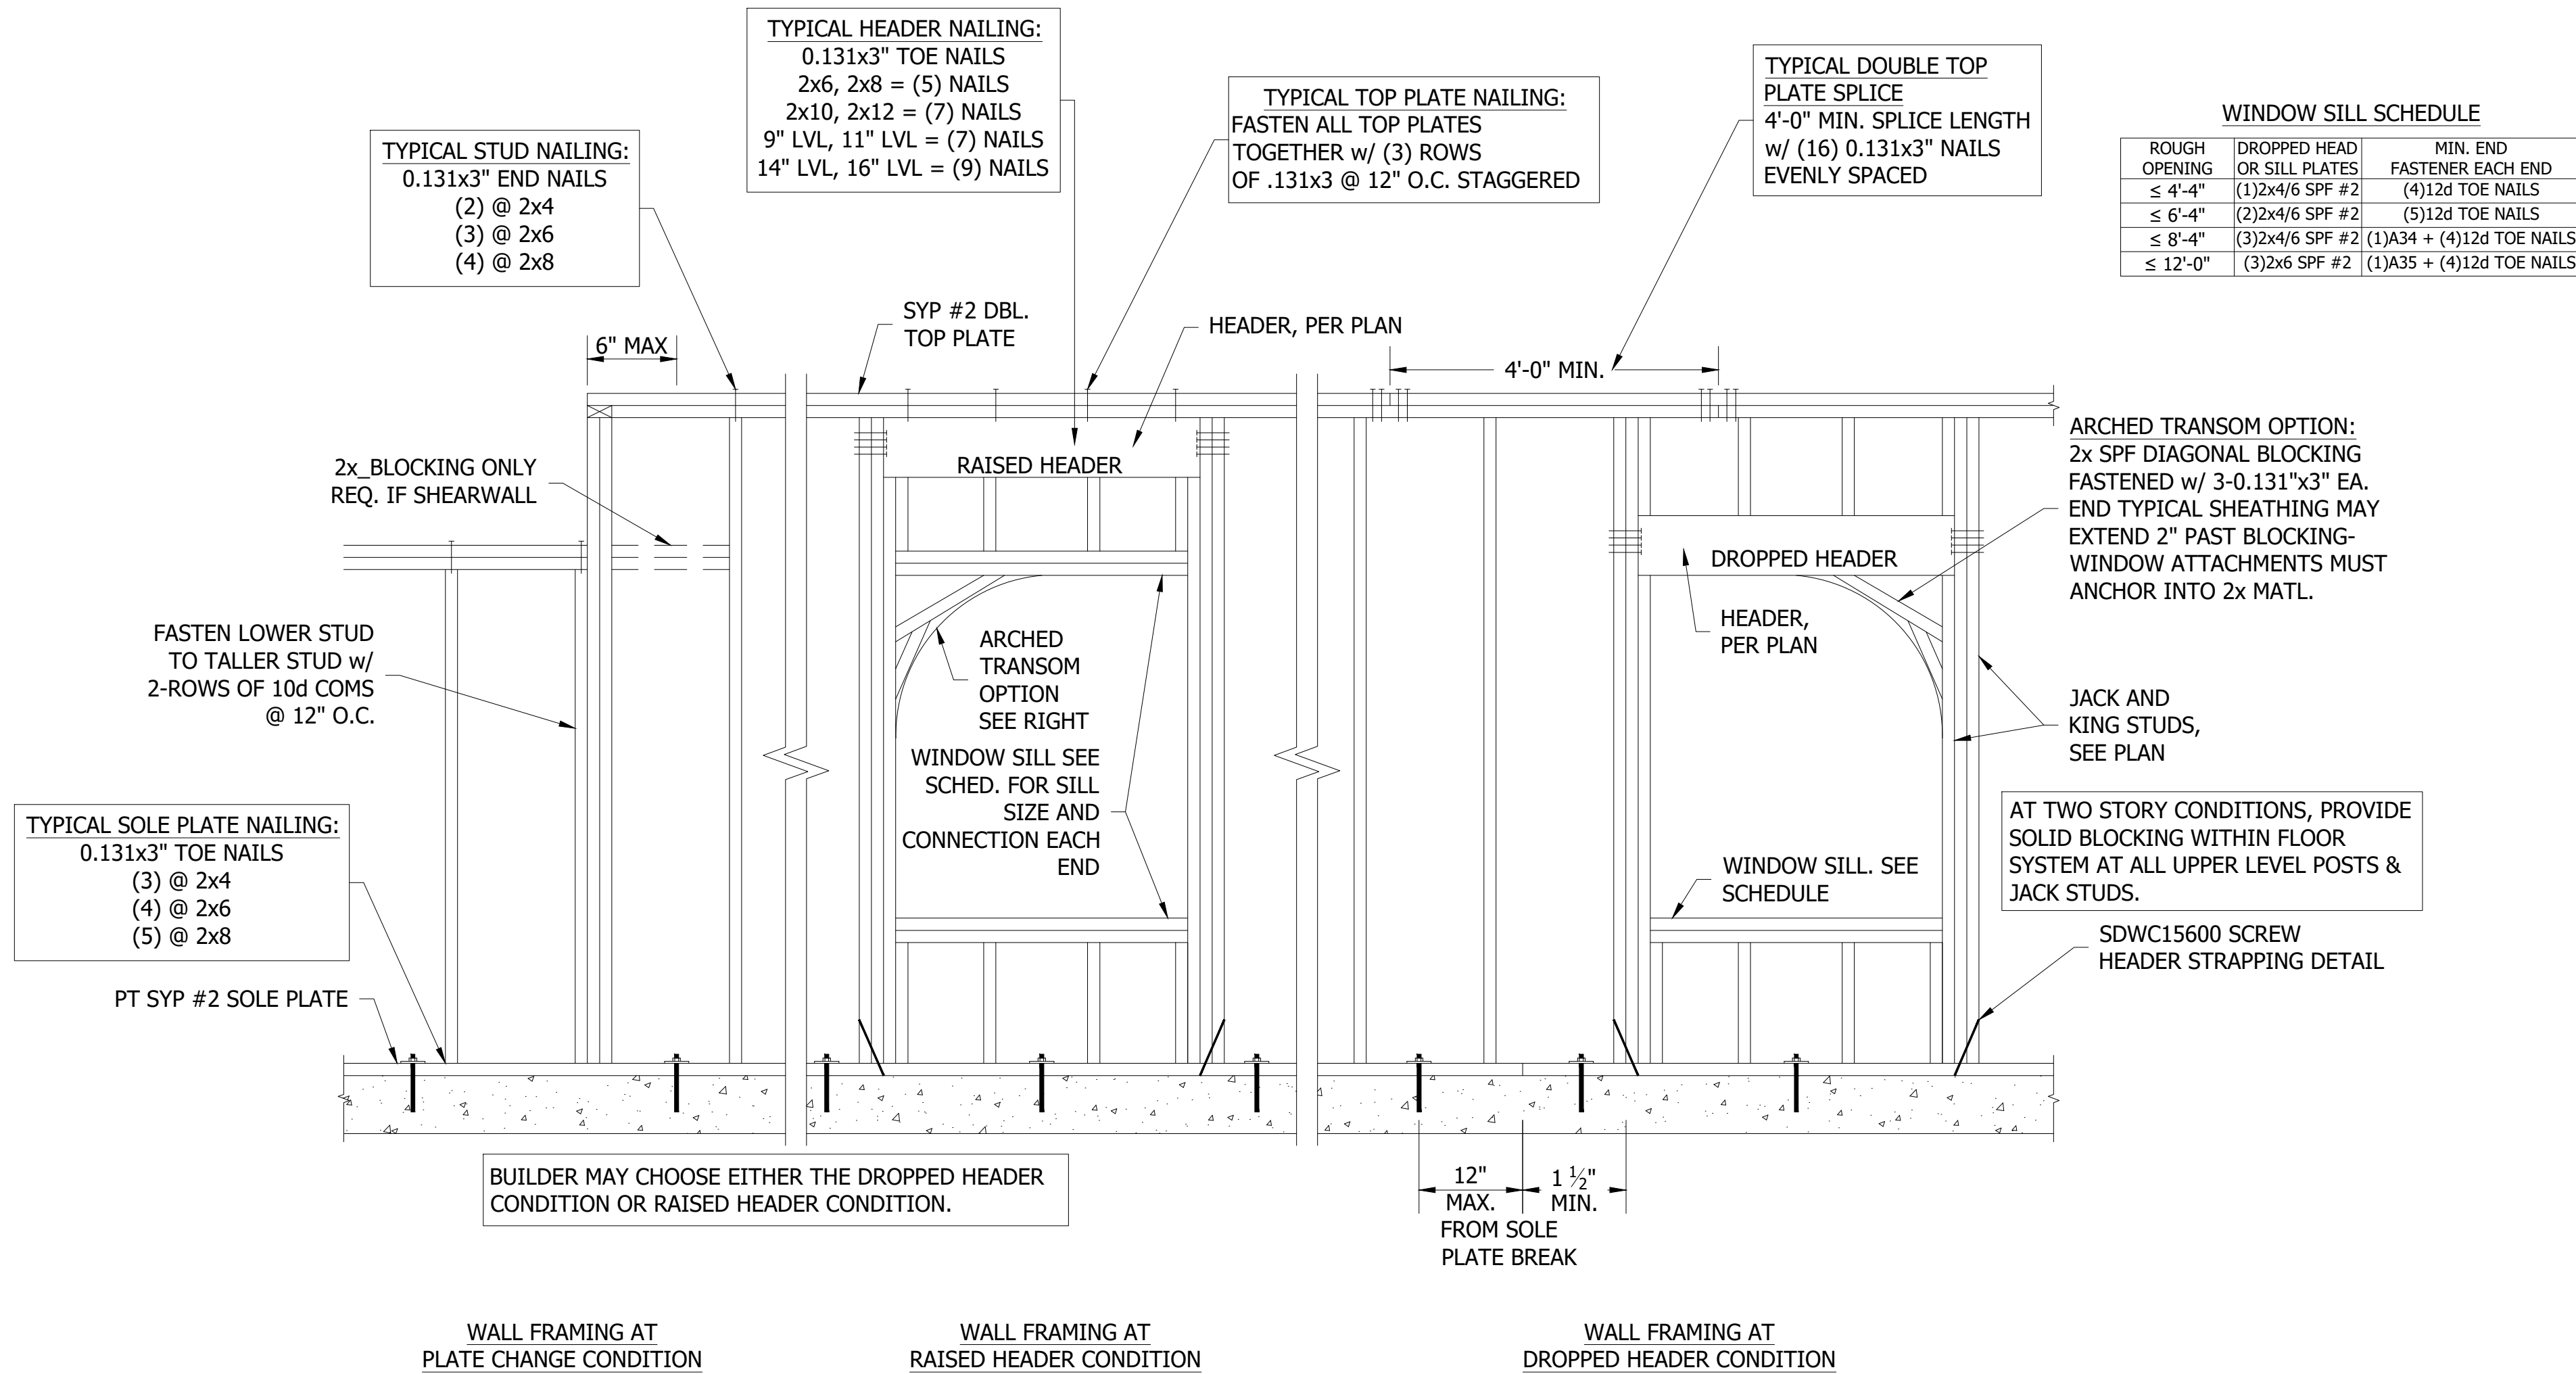 TYPICAL HEADER NAILING:
0.131x3" TOE NAILS
2x6, 2x8 = (5) NAILS
2x10, 2x12 = (7) NAILS
9" LVL, 11" LVL = (7) NAILS
14" LVL, 16" LVL = (9) NAILS
TYPICAL STUD NAILING:
0.131x3" END NAILS
(2) @ 2x4
(3) @ 2x6
(4) @ 2x8
TYPICAL TOP PLATE NAILING:
FASTEN ALL TOP PLATES
TOGETHER w/ (3) ROWS
OF .131x3 @ 12" O.C. STAGGERED
TYPICAL DOUBLE TOP
PLATE SPLICE
4'-0" MIN. SPLICE LENGTH
w/ (16) 0.131x3" NAILS
EVENLY SPACED
WINDOW SILL SCHEDULE
ROUGH OPENING DROPPED HEAD OR SILL PLATES MIN. END FASTENER EACH END
≤ 4'-4" (1)2x4/6 SPF #2 (4)12d TOE NAILS
≤ 6'-4" (2)2x4/6 SPF #2 (5)12d TOE NAILS
≤ 8'-4" (3)2x4/6 SPF #2 (1)A34 + (4)12d TOE NAILS
≤ 12'-0" (3)2x6 SPF #2 (1)A35 + (4)12d TOE NAILS
6" MAX
SYP #2 DBL.
TOP PLATE
HEADER, PER PLAN
4'-0" MIN.
2x_BLOCKING ONLY
REQ. IF SHEARWALL
RAISED HEADER
ARCHED TRANSOM OPTION:
2x SPF DIAGONAL BLOCKING
FASTENED w/ 3-0.131"x3" EA.
END TYPICAL SHEATHING MAY
EXTEND 2" PAST BLOCKING-
WINDOW ATTACHMENTS MUST
ANCHOR INTO 2x MATL.
DROPPED HEADER
HEADER,
PER PLAN
FASTEN LOWER STUD
TO TALLER STUD w/
2-ROWS OF 10d COMS
@ 12" O.C.
ARCHED
TRANSOM
OPTION
SEE RIGHT
WINDOW SILL SEE
SCHED. FOR SILL
SIZE AND
CONNECTION EACH
END
JACK AND
KING STUDS,
SEE PLAN
TYPICAL SOLE PLATE NAILING:
0.131x3" TOE NAILS
(3) @ 2x4
(4) @ 2x6
(5) @ 2x8
PT SYP #2 SOLE PLATE
WINDOW SILL. SEE
SCHEDULE
AT TWO STORY CONDITIONS, PROVIDE
SOLID BLOCKING WITHIN FLOOR
SYSTEM AT ALL UPPER LEVEL POSTS &
JACK STUDS.
SDWC15600 SCREW
HEADER STRAPPING DETAIL
BUILDER MAY CHOOSE EITHER THE DROPPED HEADER
CONDITION OR RAISED HEADER CONDITION.
12"
MAX.
FROM SOLE
PLATE BREAK
1 ½"
MIN.
WALL FRAMING AT
PLATE CHANGE CONDITION
WALL FRAMING AT
RAISED HEADER CONDITION
WALL FRAMING AT
DROPPED HEADER CONDITION